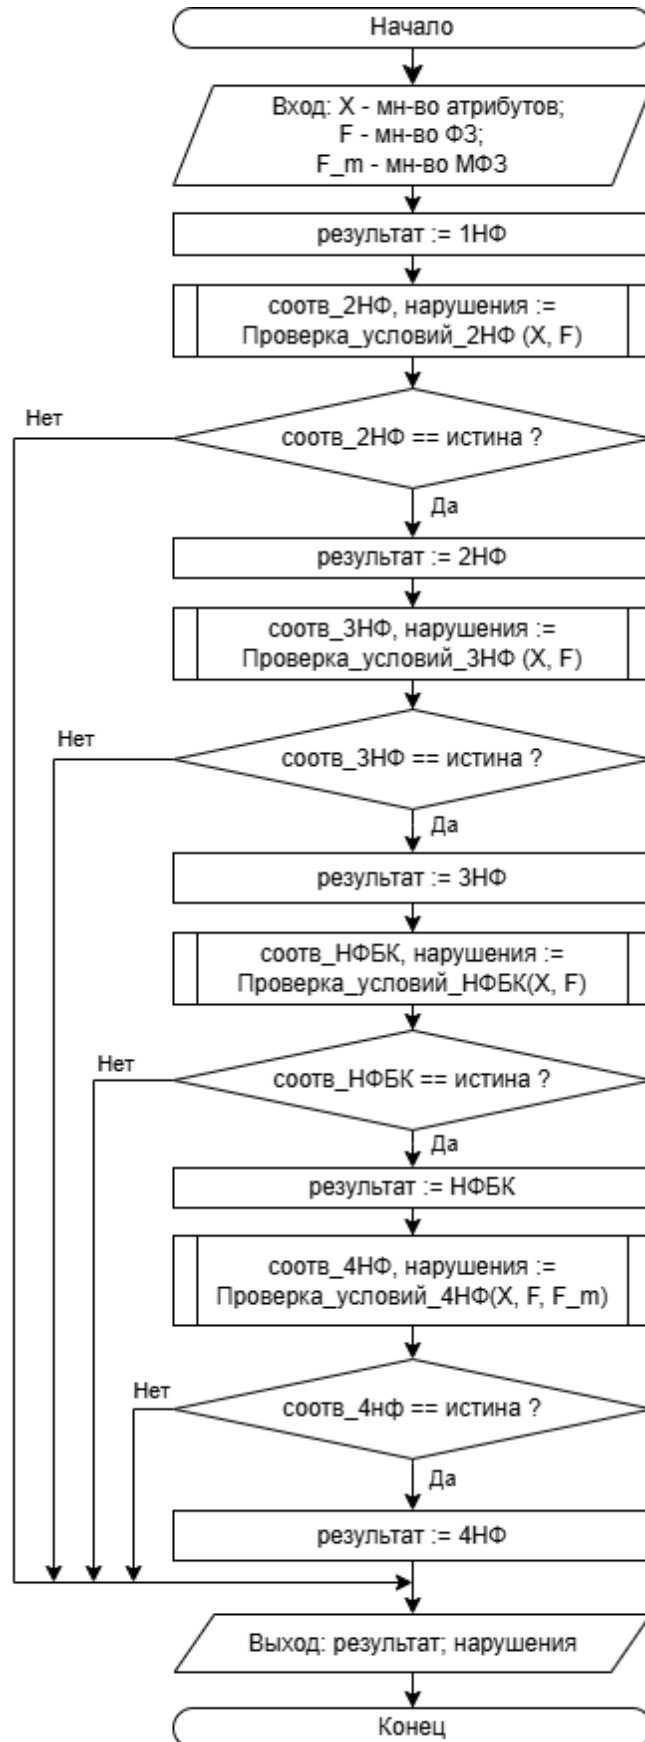 Начало
Вход: X - мн-во атрибутов;
F - мн-во ФЗ;
F_m - мн-во МФЗ
результат := 1НФ
соотв_2НФ, нарушения :=
Проверка_условий_2НФ (X, F)
Нет
соотв_2НФ == истина ?
Да
результат := 2НФ
соотв_3НФ, нарушения :=
Проверка_условий_3НФ (X, F)
Нет
соотв_3НФ == истина ?
Да
результат := 3НФ
соотв_НФБК, нарушения :=
Проверка_условий_НФБК(X, F)
Нет
соотв_НФБК == истина ?
Да
результат := НФБК
соотв_4НФ, нарушения :=
Проверка_условий_4НФ(X, F, F_m)
Нет
соотв_4нф == истина ?
Да
результат := 4НФ
Выход: результат; нарушения
Конец